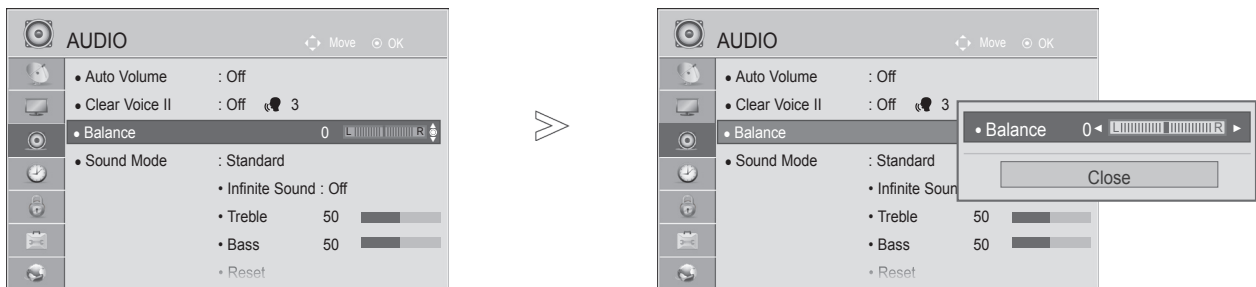 AUDIO Move OK
• Auto Volume : Off
• Clear Voice II : Off 3
• Balance 0 L R
• Sound Mode : Standard
• Infinite Sound : Off
• Treble 50
• Bass 50
• Reset
>
AUDIO Move OK
• Auto Volume : Off
• Clear Voice II : Off 3
• Balance
• Sound Mode : Standard
• Infinite Soun
• Treble 50
• Bass 50
• Reset
• Balance 0 L R
Close